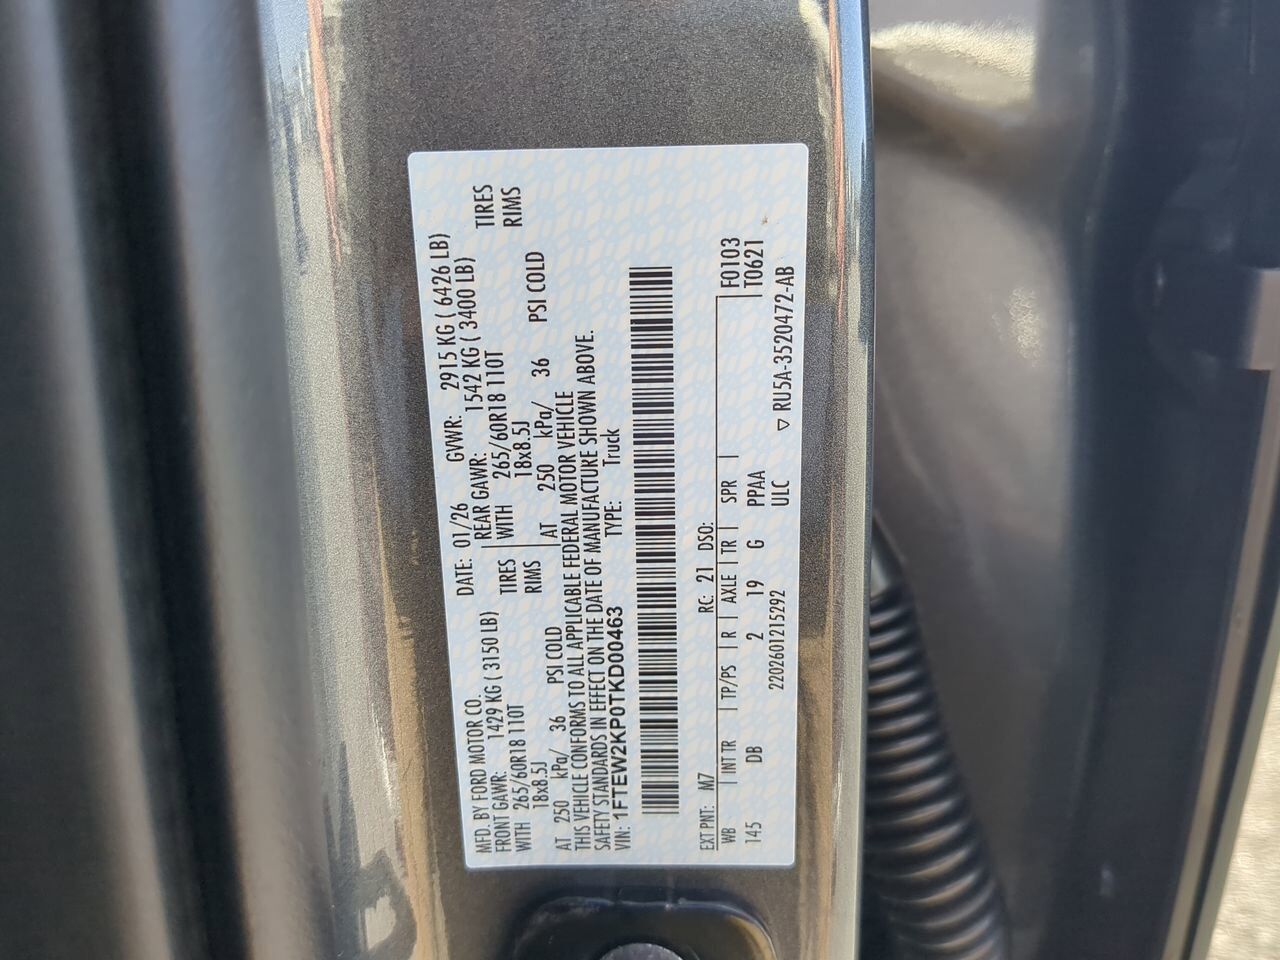 MFD. BY FORD MOTOR CO. DATE: 01/26 GVWR: 2915 KG ( 6426 LB)
FRONT GAWR: 1429 KG ( 3150 LB) REAR GAWR: 1542 KG ( 3400 LB)
WITH 265/60R18 110T TIRES WITH 265/60R18 110T TIRES
18x8.5J RIMS 18x8.5J RIMS
AT 250 kPa/ 36 PSI COLD AT 250 kPa/ 36 PSI COLD
THIS VEHICLE CONFORMS TO ALL APPLICABLE FEDERAL MOTOR VEHICLE
SAFETY STANDARDS IN EFFECT ON THE DATE OF MANUFACTURE SHOWN ABOVE.
VIN: 1FTEW2KP0TKD00463 TYPE: Truck
EXT PNT: M7 RC: 21 DSO: F0103
WB INT TR TP/PS R AXLE TR SPR T0621
145 DB 2 19 G PPAA
2202601215292 ULC ▽ RU5A-3520472-AB